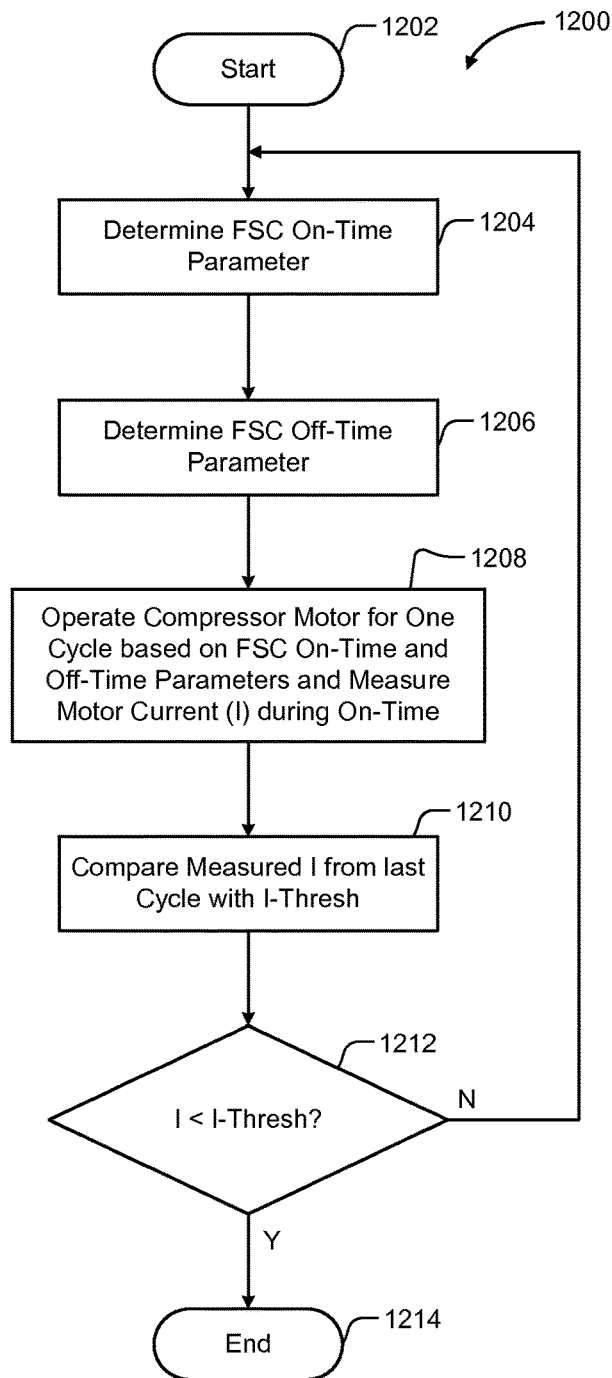 1202
1200
Start
Determine FSC On-Time
Parameter
1204
Determine FSC Off-Time
Parameter
1206
1208
Operate Compressor Motor for One
Cycle based on FSC On-Time and
Off-Time Parameters and Measure
Motor Current (I) during On-Time
1210
Compare Measured I from last
Cycle with I-Thresh
1212
I < I-Thresh?
N
Y
End
1214